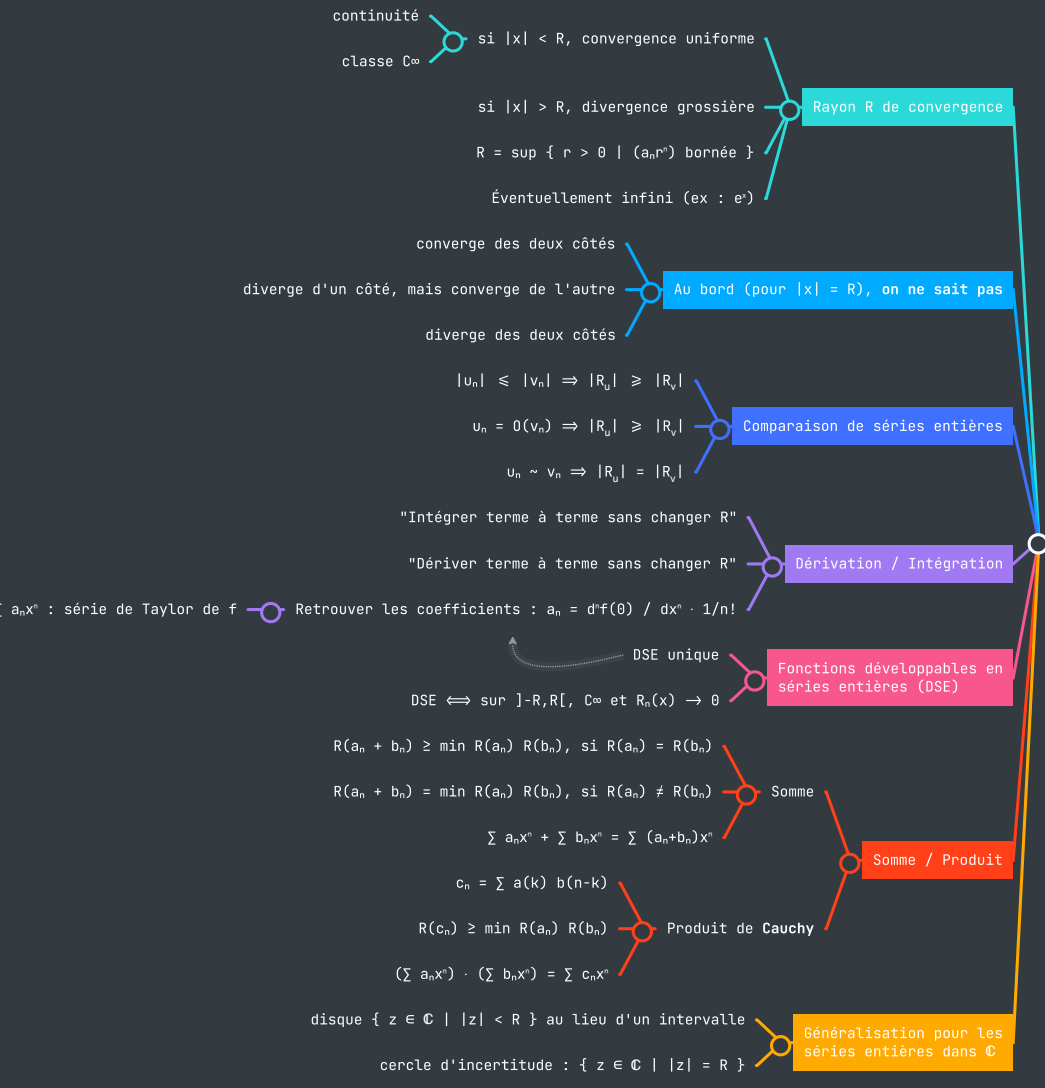 continuité
si |x| < R, convergence uniforme
classe C∞
Rayon R de convergence
si |x| > R, divergence grossière
R = sup { r > 0 | (aₙrⁿ) bornée }
Éventuellement infini (ex : eˣ)
converge des deux côtés
diverge d'un côté, mais converge de l'autre
Au bord (pour |x| = R), on ne sait pas
diverge des deux côtés
|uₙ| ⩽ |vₙ| ⟹ |Rᵤ| ⩾ |Rᵥ|
uₙ = O(vₙ) ⟹ |Rᵤ| ⩾ |Rᵥ|
Comparaison de séries entières
uₙ ~ vₙ ⟹ |Rᵤ| = |Rᵥ|
"Intégrer terme à terme sans changer R"
"Dériver terme à terme sans changer R"
Dérivation / Intégration
aₙxⁿ : série de Taylor de f
Retrouver les coefficients : aₙ = dⁿf(0) / dxⁿ · 1/n!
DSE unique
Fonctions développables en
séries entières (DSE)
DSE ⟺ sur ]-R,R[, C∞ et Rₙ(x) ⟶ 0
R(aₙ + bₙ) ≥ min R(aₙ) R(bₙ), si R(aₙ) = R(bₙ)
R(aₙ + bₙ) = min R(aₙ) R(bₙ), si R(aₙ) ≠ R(bₙ)
Somme
∑ aₙxⁿ + ∑ bₙxⁿ = ∑ (aₙ+bₙ)xⁿ
Somme / Produit
cₙ = ∑ a(k) b(n-k)
R(cₙ) ≥ min R(aₙ) R(bₙ)
Produit de Cauchy
(∑ aₙxⁿ) · (∑ bₙxⁿ) = ∑ cₙxⁿ
disque { z ∈ ℂ | |z| < R } au lieu d'un intervalle
Généralisation pour les
séries entières dans ℂ
cercle d'incertitude : { z ∈ ℂ | |z| = R }